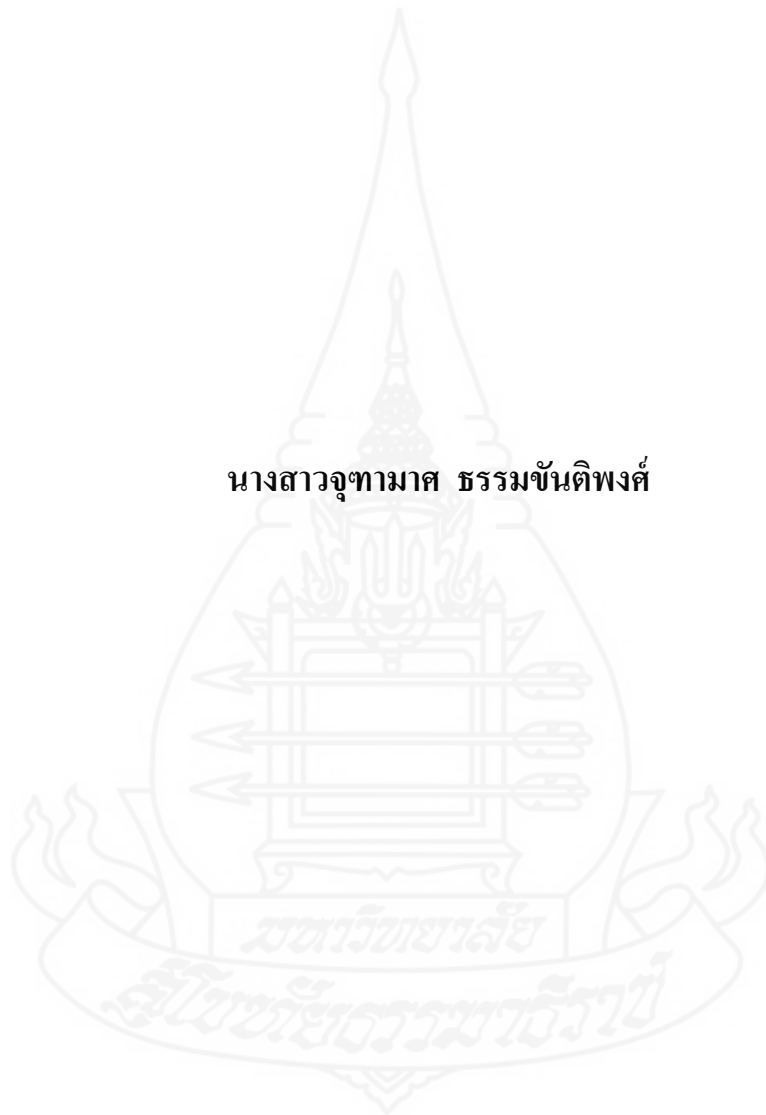 นางสาวจุฑามาศ ธรรมขันติพงศ์
มหาวิทยาลัย
สุโขทัยธรรมาธิราช